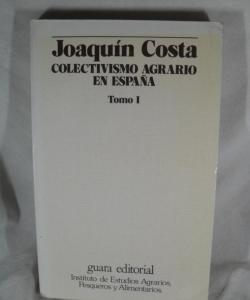 Joaquín Costa
COLECTIVISMO AGRARIO
EN ESPAÑA
Tomo I
guara editorial
Instituto de Estudios Agrarios,
Pesqueros y Alimentarios.